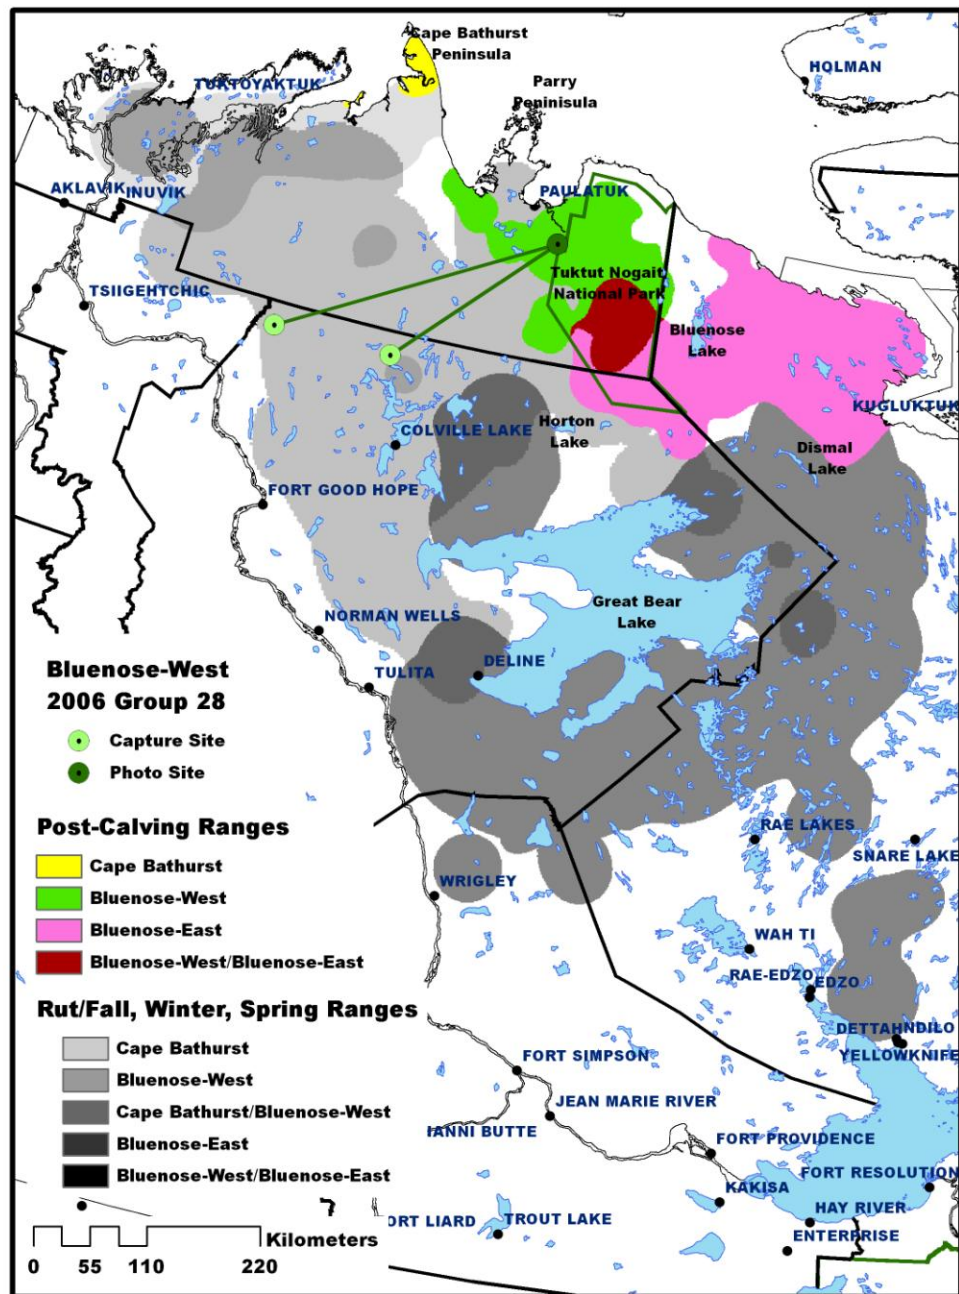 Cape Bathurst
Peninsula
HOLMAN
TUKTOYAKTUK
Parry
Peninisula
AKLAVIK
INUVIK
PAULATUK
TSIIGEHTCHIC
Tuktut Nogait
National Park
Bluenose
Lake
KUGLUKTUK
Horton
Lake
COLVILLE LAKE
Dismal
Lake
FORT GOOD HOPE
Great Bear
Lake
NORMAN WELLS
DELINE
TULITA
Bluenose-West
2006 Group 28
Capture Site
Photo Site
Post-Calving Ranges
Cape Bathurst
Bluenose-West
Bluenose-East
Bluenose-West/Bluenose-East
RAE LAKES
SNARE LAKE
WRIGLEY
WAH TI
RAE-EDZO
EDZO
DETTAH
NDILO
YELLOWKNIFE
Rut/Fall, Winter, Spring Ranges
Cape Bathurst
Bluenose-West
Cape Bathurst/Bluenose-West
Bluenose-East
Bluenose-West/Bluenose-East
FORT SIMPSON
JEAN MARIE RIVER
IANNI BUTTE
FORT PROVIDENCE
FORT RESOLUTION
KAKISA
HAY RIVER
ORT LIARD
TROUT LAKE
ENTERPRISE
Kilometers
0 55 110 220